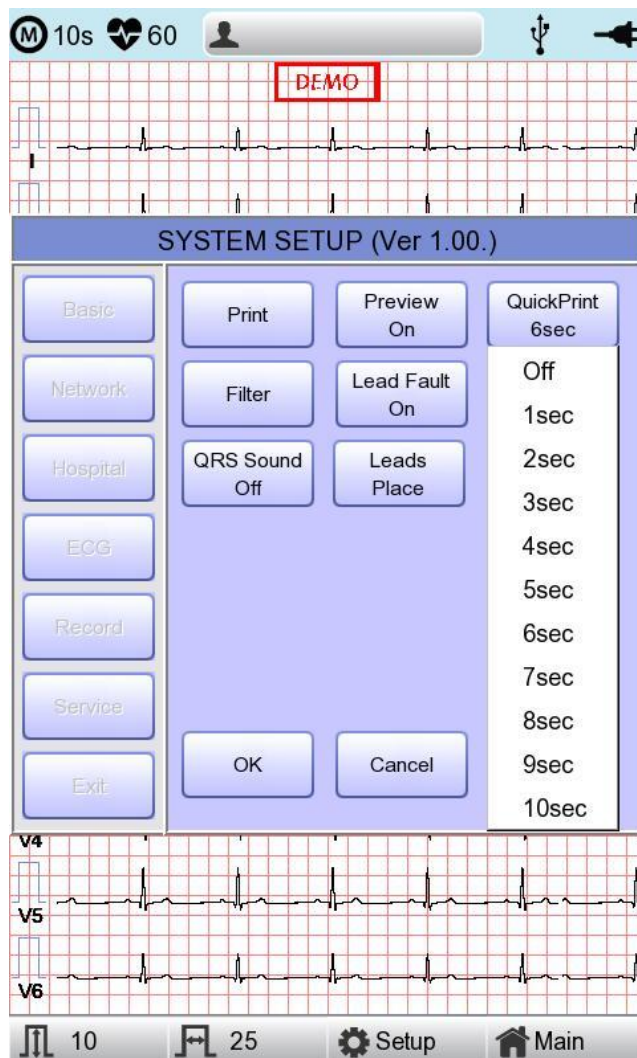 M 10s 60
DEMO
I
SYSTEM SETUP (Ver 1.00.)
Basic
Network
Hospital
ECG
Record
Service
Exit
Print
Preview
On
QuickPrint
6sec
Filter
Lead Fault
On
QRS Sound
Off
Leads
Place
Off
1sec
2sec
3sec
4sec
5sec
6sec
7sec
8sec
9sec
10sec
OK
Cancel
V4
V5
V6
10
25
Setup
Main